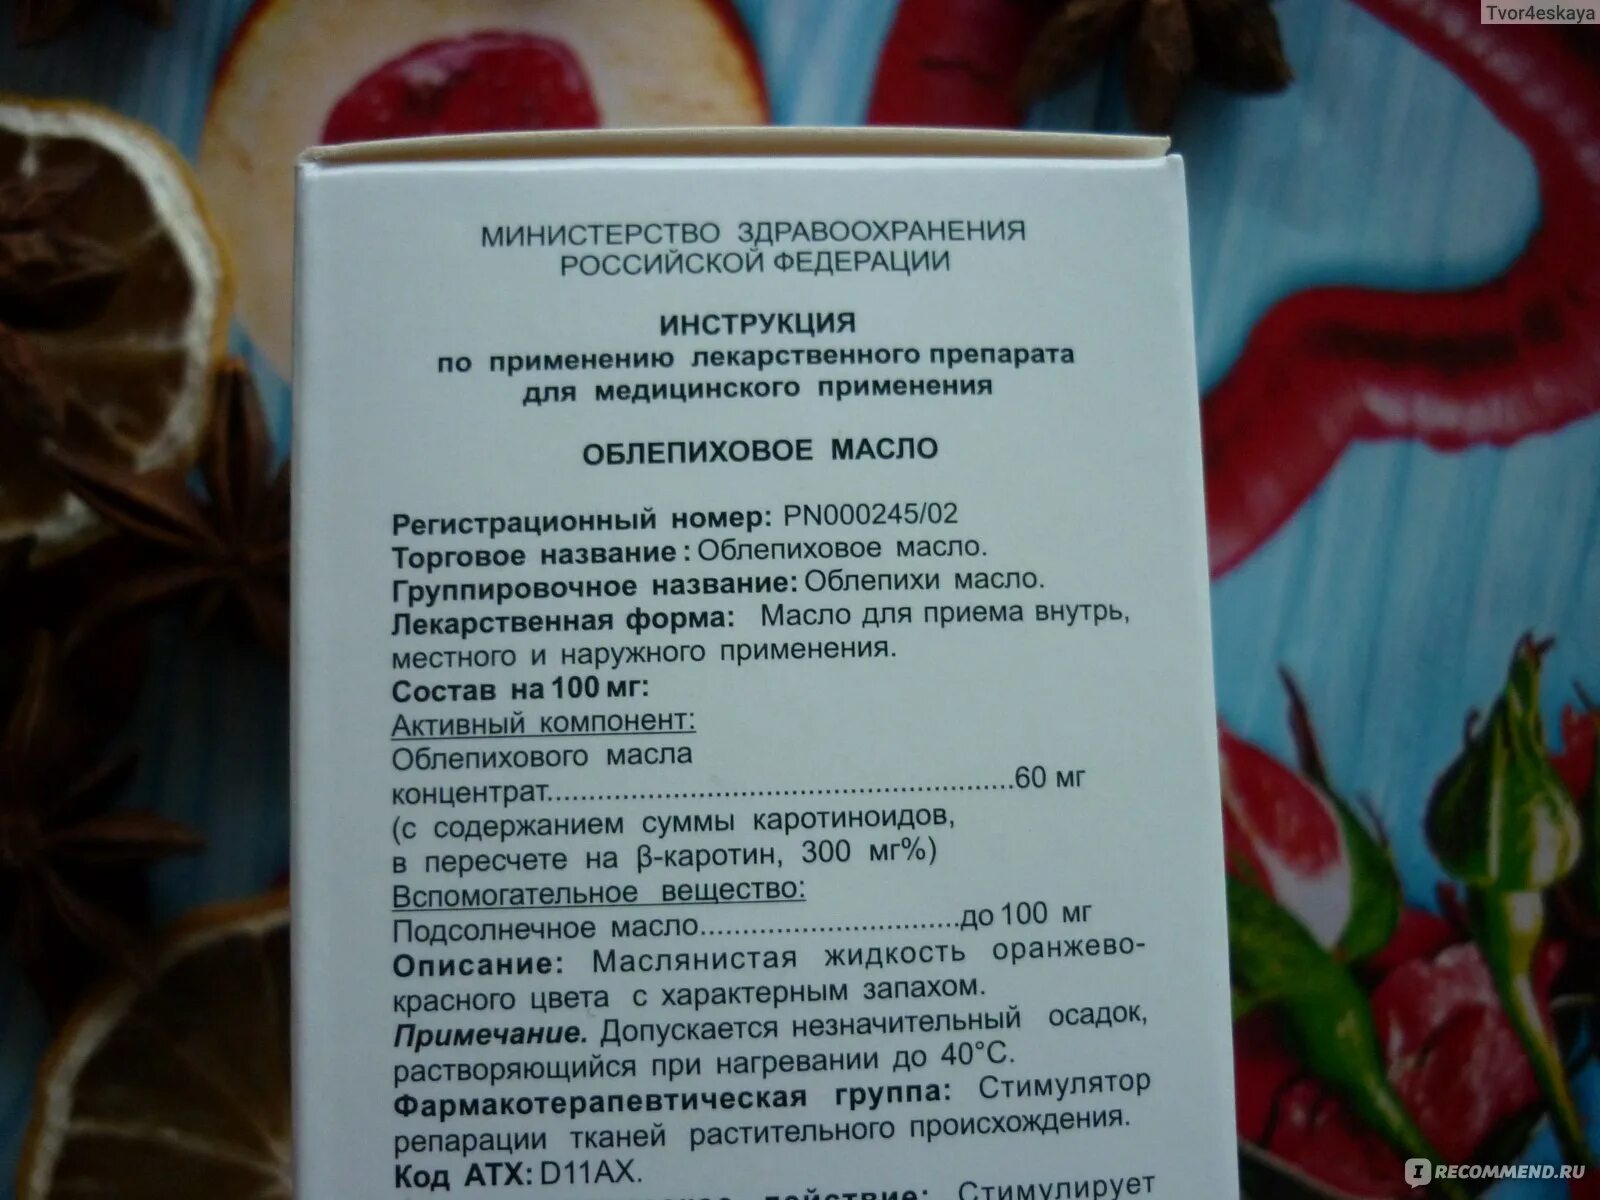 Tvor4eskaya
МИНИСТЕРСТВО ЗДРАВООХРАНЕНИЯ
РОССИЙСКОЙ ФЕДЕРАЦИИ
ИНСТРУКЦИЯ
по применению лекарственного препарата
для медицинского применения
ОБЛЕПИХОВОЕ МАСЛО
Регистрационный номер: PN000245/02
Торговое название: Облепиховое масло.
Группировочное название: Облепихи масло.
Лекарственная форма: Масло для приема внутрь,
местного и наружного применения.
Состав на 100 мг:
Активный компонент:
Облепихового масла
концентрат......................................................60 мг
(с содержанием суммы каротиноидов,
в пересчете на β-каротин, 300 мг%)
Вспомогательное вещество:
Подсолнечное масло..............................до 100 мг
Описание: Маслянистая жидкость оранжево-
красного цвета с характерным запахом.
Примечание. Допускается незначительный осадок,
растворяющийся при нагревании до 40°С.
Фармакотерапевтическая группа: Стимулятор
репарации тканей растительного происхождения.
Код АТХ: D11AX.
действие: Стимулирует
IRECOMMEND.RU